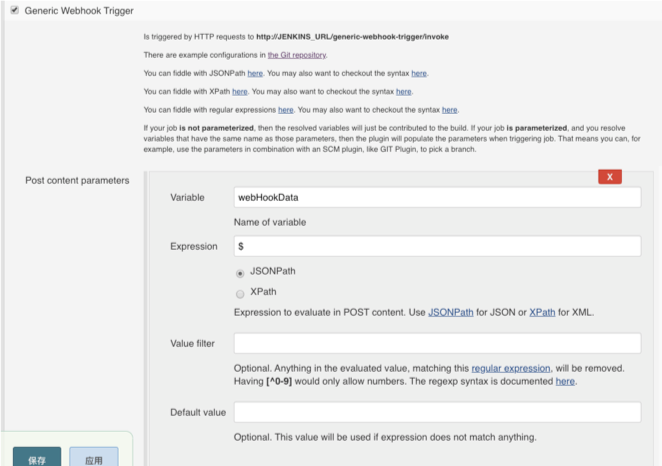 Generic Webhook Trigger
Is triggered by HTTP requests to http://JENKINS_URL/generic-webhook-trigger/invoke
There are example configurations in the Git repository.
You can fiddle with JSONPath here. You may also want to checkout the syntax here.
You can fiddle with XPath here. You may also want to checkout the syntax here.
You can fiddle with regular expressions here. You may also want to checkout the syntax here.
If your job is not parameterized, then the resolved variables will just be contributed to the build. If your job is parameterized, and you resolve
variables that have the same name as those parameters, then the plugin will populate the parameters when triggering job. That means you can, for
example, use the parameters in combination with an SCM plugin, like GIT Plugin, to pick a branch.
Post content parameters
X
Variable
webHookData
Name of variable
Expression
$
JSONPath
XPath
Expression to evaluate in POST content. Use JSONPath for JSON or XPath for XML.
Value filter
Optional. Anything in the evaluated value, matching this regular expression, will be removed.
Having [^0-9] would only allow numbers. The regexp syntax is documented here.
Default value
Optional. This value will be used if expression does not match anything.
保存
应用